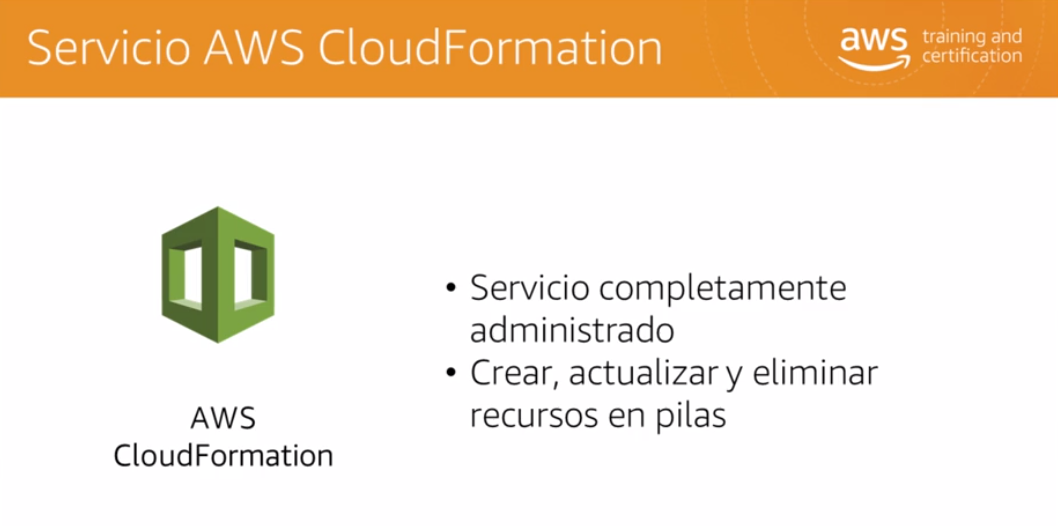 Servicio AWS CloudFormation
aws training and
certification
• Servicio completamente
administrado
• Crear, actualizar y eliminar
recursos en pilas
AWS
CloudFormation